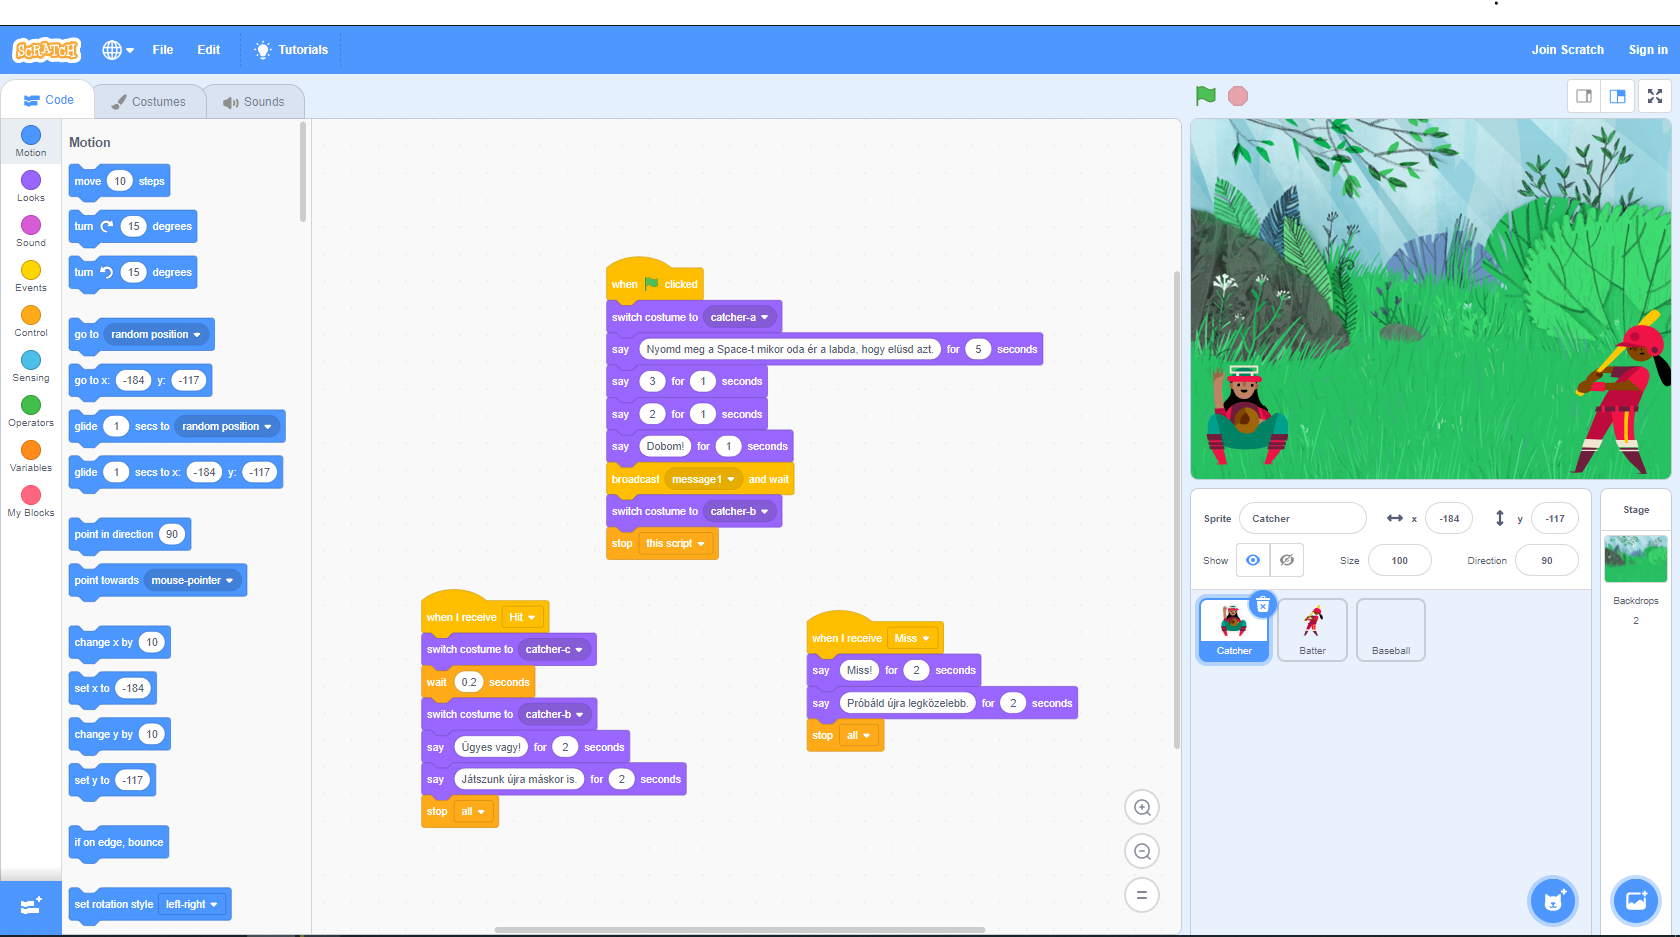 SCRATCH
File
Edit
Tutorials
Join Scratch
Sign in
Code
Costumes
Sounds
Motion
Looks
Sound
Events
Control
Sensing
Operators
Variables
My Blocks
Motion
move 10 steps
turn 15 degrees
turn 15 degrees
go to random position
go to x: -184 y: -117
glide 1 secs to random position
glide 1 secs to x: -184 y: -117
point in direction 90
point towards mouse-pointer
change x by 10
set x to -184
change y by 10
set y to -117
if on edge, bounce
set rotation style left-right
when clicked
switch costume to catcher-a
say Nyomd meg a Space-t mikor oda ér a labda, hogy elüsd azt. for 5 seconds
say 3 for 1 seconds
say 2 for 1 seconds
say Dobom! for 1 seconds
broadcast message1 and wait
switch costume to catcher-b
stop this script
when I receive Hit
switch costume to catcher-c
wait 0.2 seconds
switch costume to catcher-b
say Ügyes vagy! for 2 seconds
say Játszunk újra máskor is. for 2 seconds
stop all
when I receive Miss
say Miss! for 2 seconds
say Próbáld újra legközelebb. for 2 seconds
stop all
Sprite Catcher x -184 y -117
Show Size 100 Direction 90
Catcher
Batter
Baseball
Stage
Backdrops
2